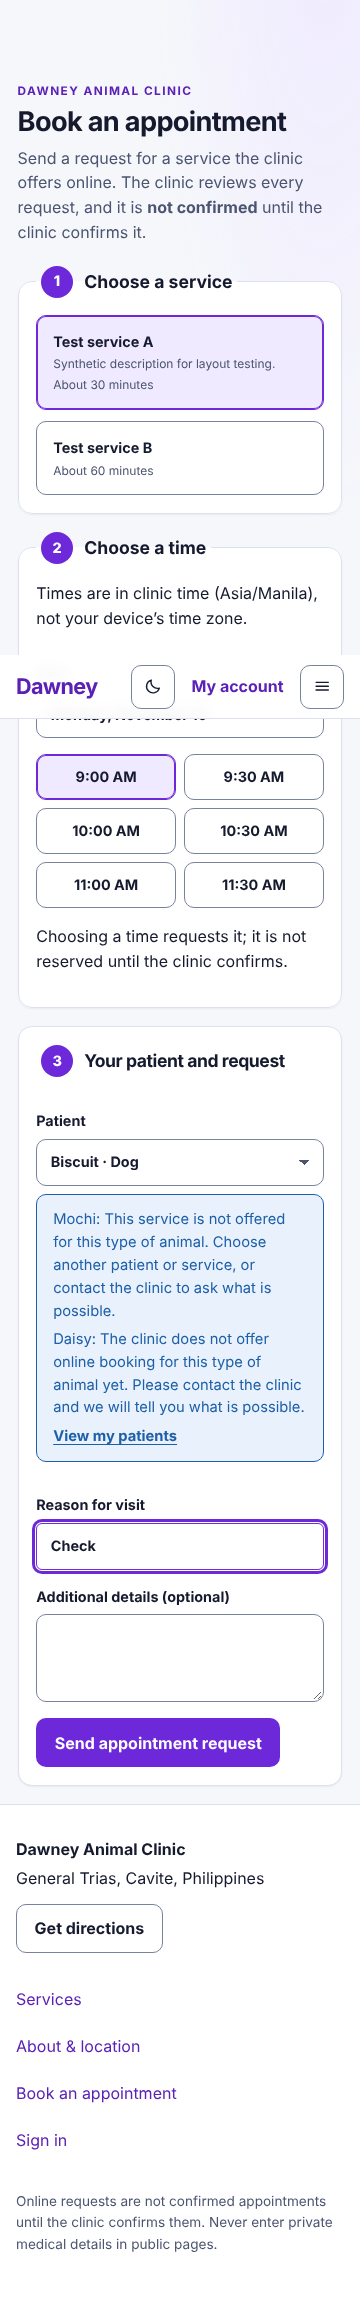 DAWNEY ANIMAL CLINIC
Book an appointment
Send a request for a service the clinic
offers online. The clinic reviews every
request, and it is not confirmed until the
clinic confirms it.
1 Choose a service
Test service A
Synthetic description for layout testing.
About 30 minutes
Test service B
About 60 minutes
2 Choose a time
Times are in clinic time (Asia/Manila),
not your device’s time zone.
Dawney My account
9:00 AM 9:30 AM
10:00 AM 10:30 AM
11:00 AM 11:30 AM
Choosing a time requests it; it is not
reserved until the clinic confirms.
3 Your patient and request
Patient
Biscuit · Dog
Mochi: This service is not offered
for this type of animal. Choose
another patient or service, or
contact the clinic to ask what is
possible.
Daisy: The clinic does not offer
online booking for this type of
animal yet. Please contact the clinic
and we will tell you what is possible.
View my patients
Reason for visit
Check
Additional details (optional)
Send appointment request
Dawney Animal Clinic
General Trias, Cavite, Philippines
Get directions
Services
About & location
Book an appointment
Sign in
Online requests are not confirmed appointments
until the clinic confirms them. Never enter private
medical details in public pages.